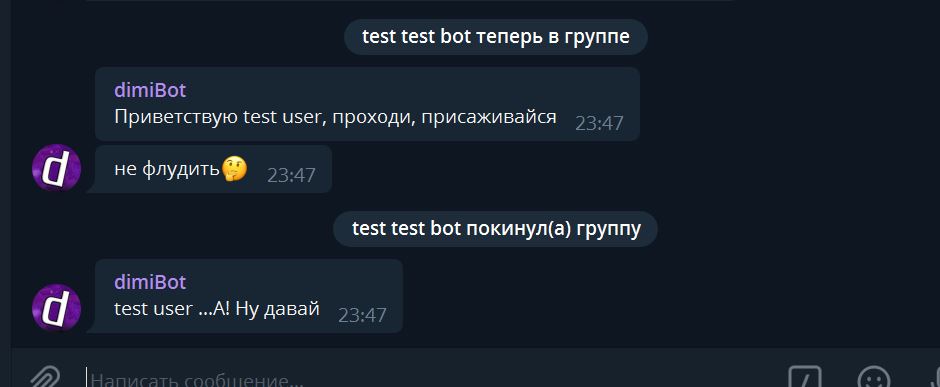 test test bot теперь в группе
dimiBot
Приветствую test user, проходи, присаживайся 23:47
не флудить🤔 23:47
test test bot покинул(а) группу
dimiBot
test user ...А! Ну давай 23:47
Написать сообщение...